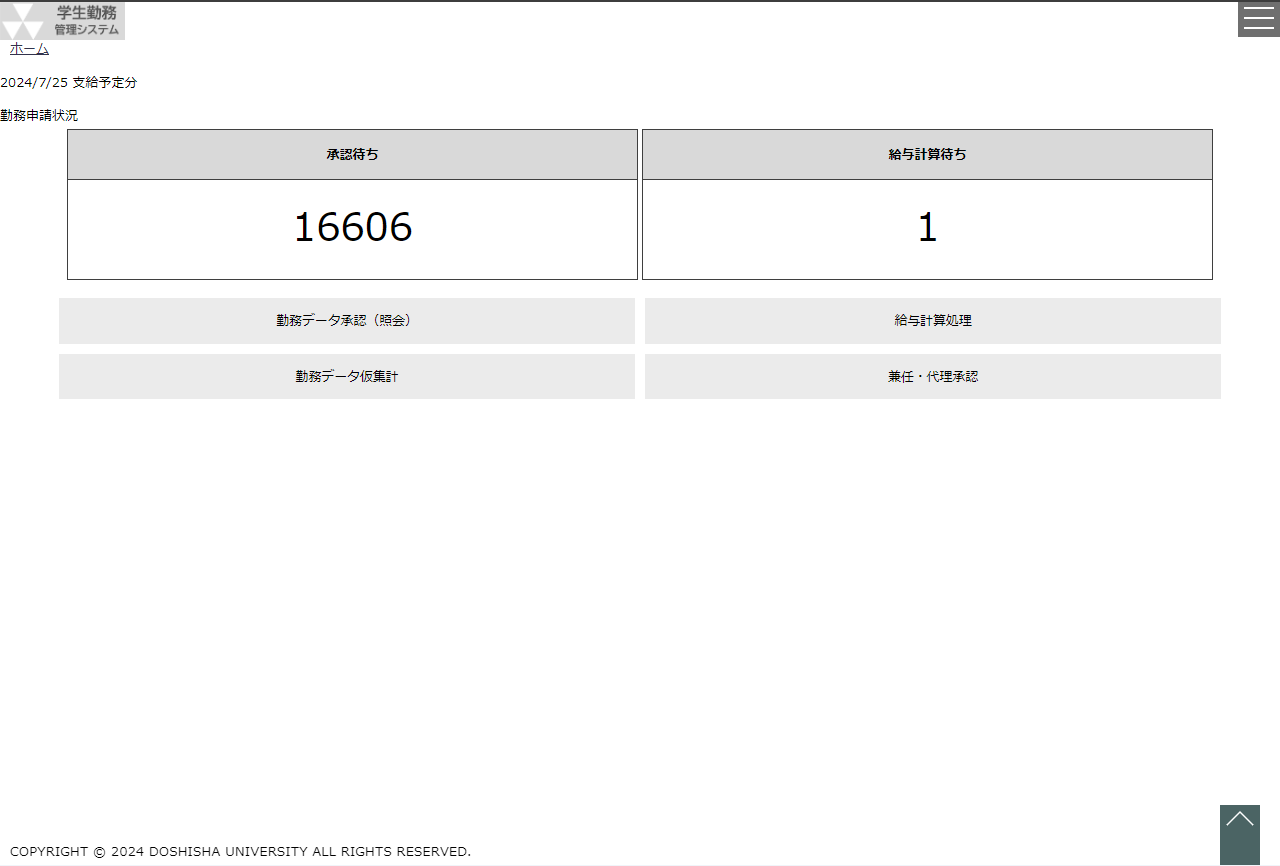 学生勤務
管理システム
ホーム
2024/7/25 支給予定分
勤務申請状況
承認待ち 給与計算待ち
16606 1
勤務データ承認（照会） 給与計算処理
勤務データ仮集計 兼任・代理承認
COPYRIGHT © 2024 DOSHISHA UNIVERSITY ALL RIGHTS RESERVED.